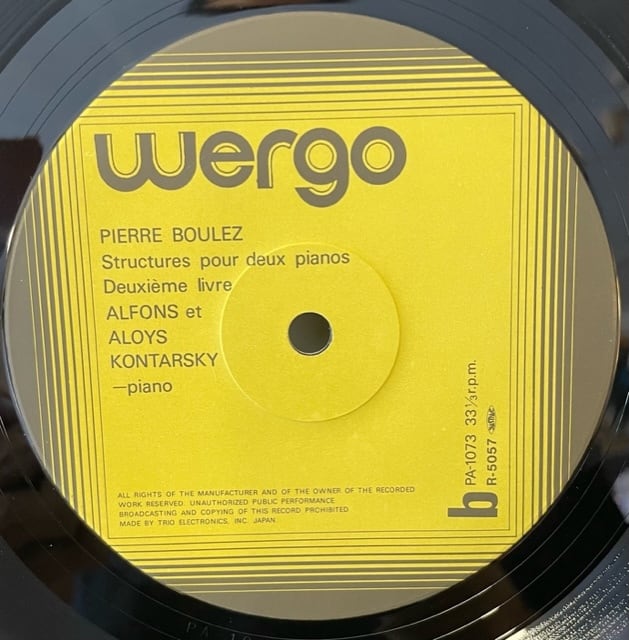 wergo
PIERRE BOULEZ
Structures pour deux pianos
Deuxième livre
ALFONS et
ALOYS
KONTARSKY
—piano
ALL RIGHTS OF THE MANUFACTURER AND OF THE OWNER OF THE RECORDED
WORK RESERVED. UNAUTHORIZED PUBLIC PERFORMANCE
BROADCASTING AND COPYING OF THIS RECORD PROHIBITED
MADE BY TRIO ELECTRONICS, INC. JAPAN
b
PA-1073 33⅓r.p.m.
R-5057